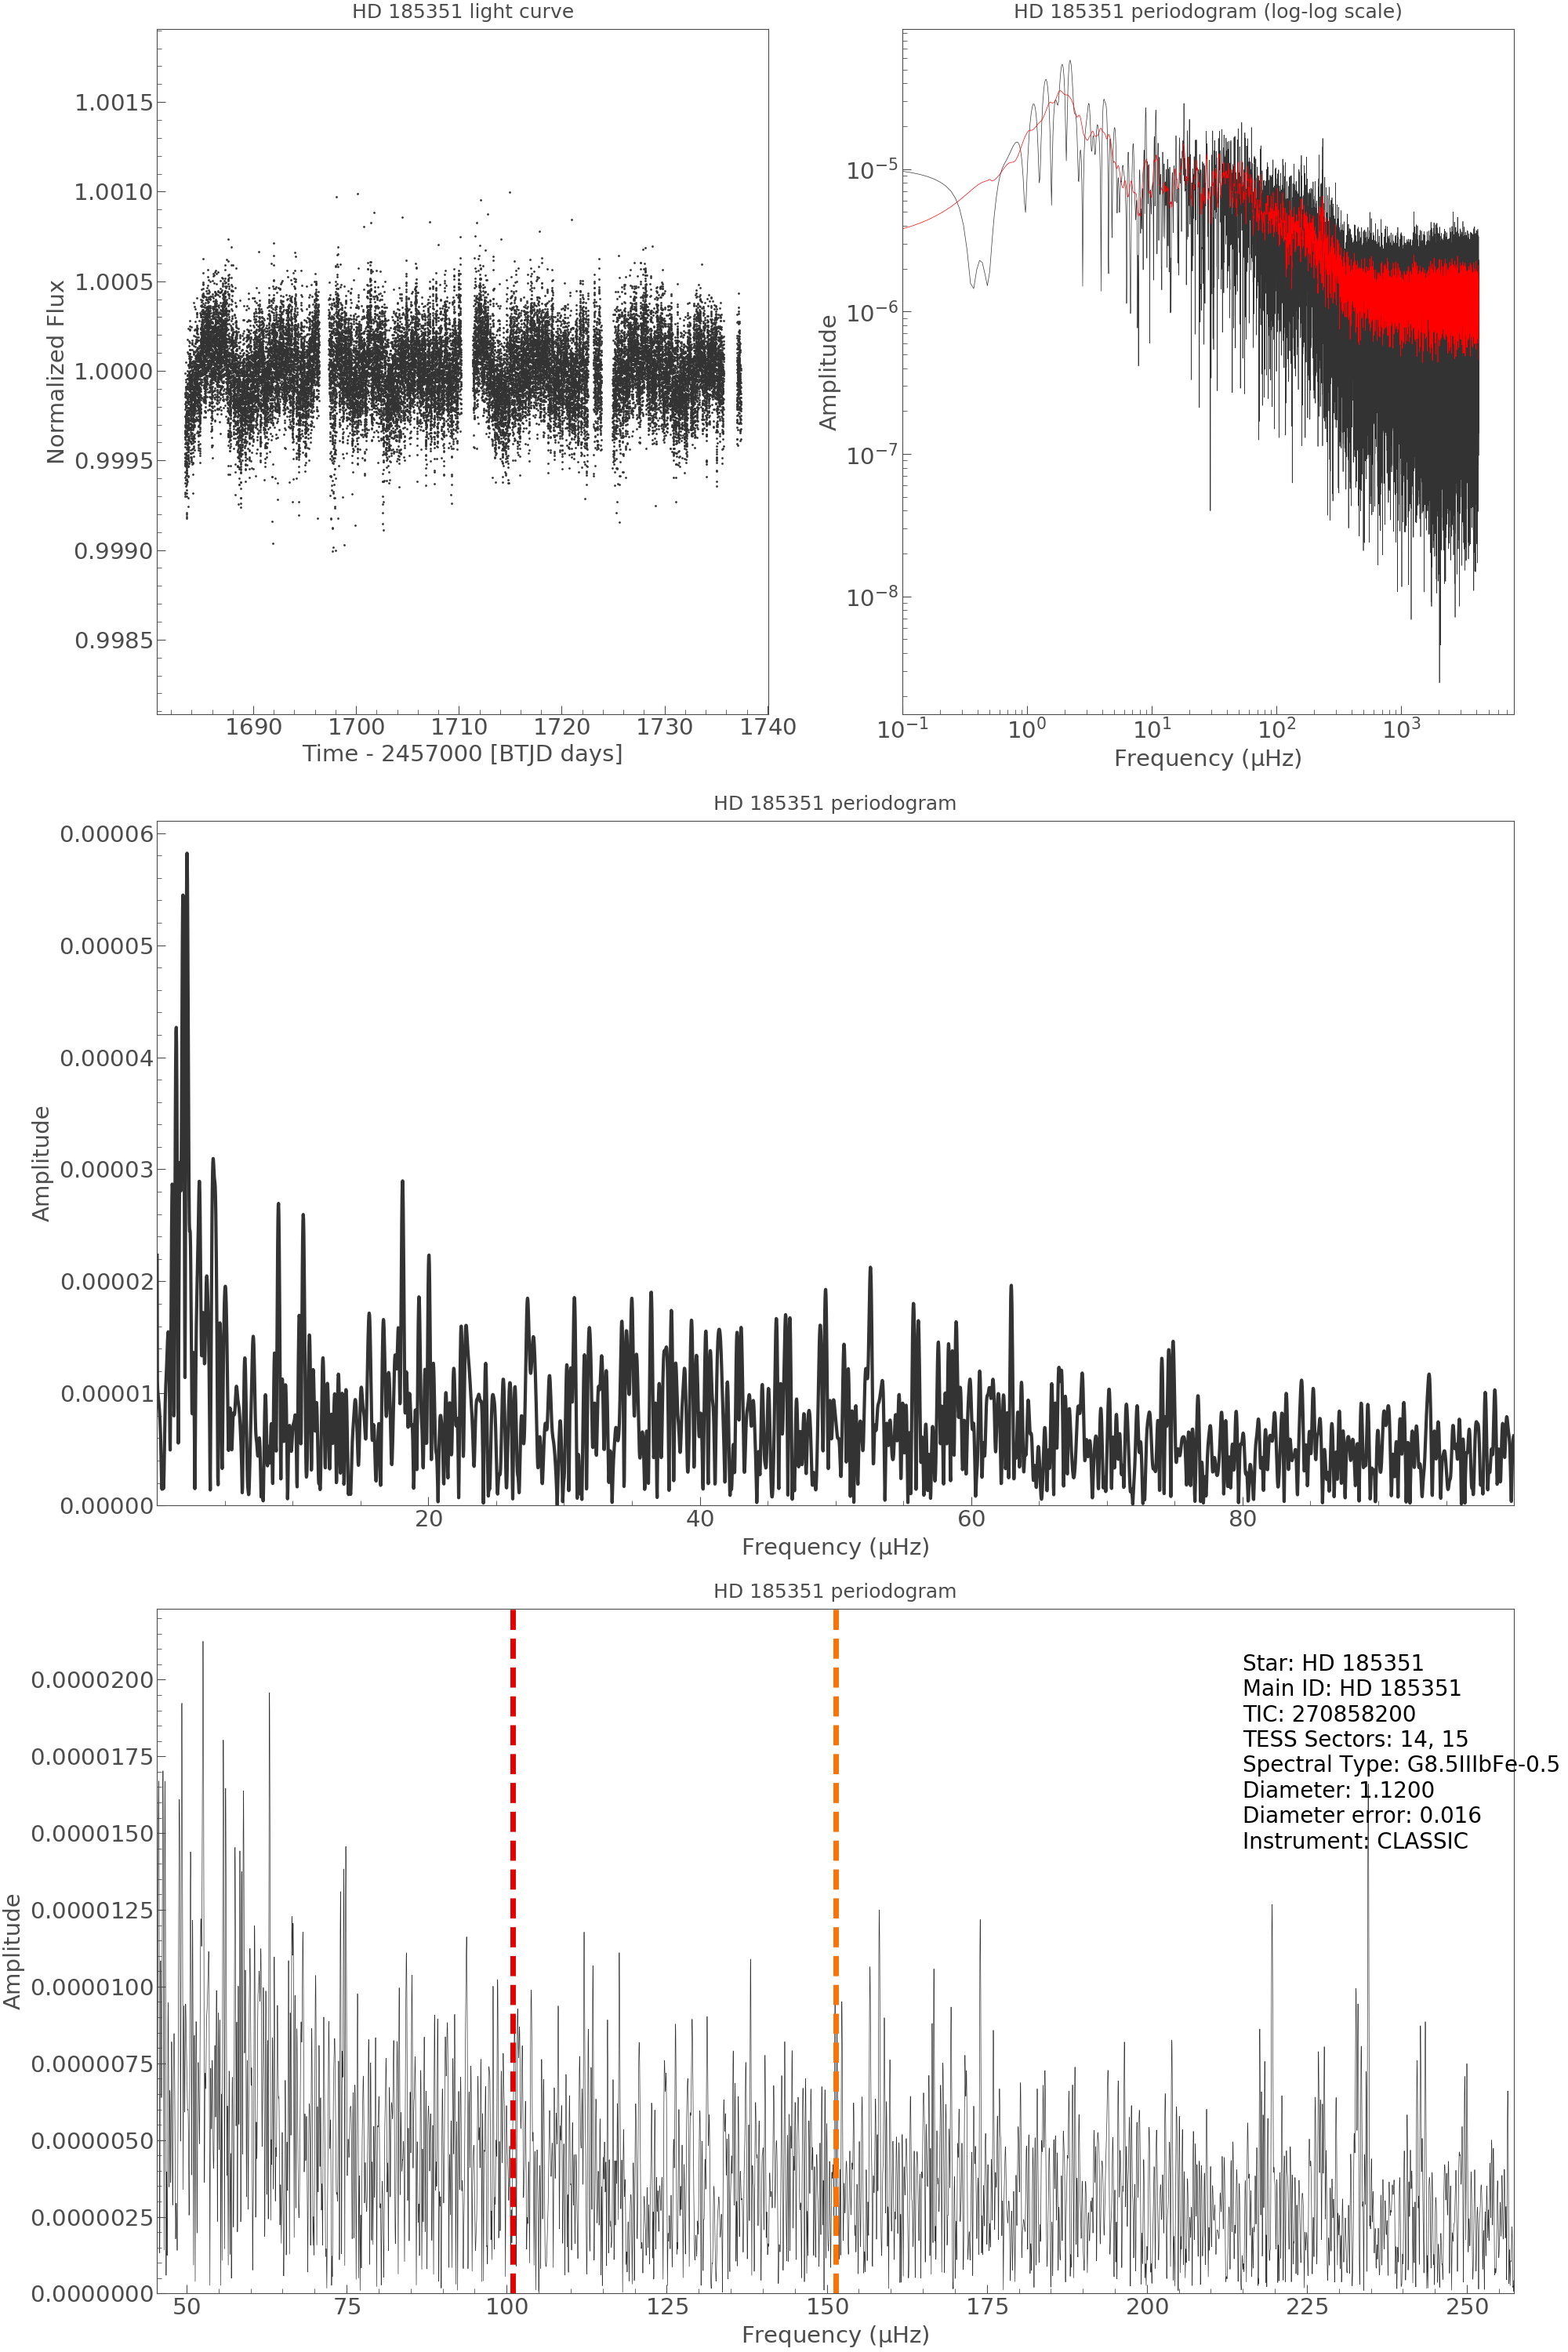 HD 185351 light curve
Normalized Flux
1.0015
1.0010
1.0005
1.0000
0.9995
0.9990
0.9985
1690 1700 1710 1720 1730 1740
Time - 2457000 [BTJD days]
HD 185351 periodogram (log-log scale)
Amplitude
10⁻⁵
10⁻⁶
10⁻⁷
10⁻⁸
10⁻¹ 10⁰ 10¹ 10² 10³
Frequency (μHz)
HD 185351 periodogram
Amplitude
0.00006
0.00005
0.00004
0.00003
0.00002
0.00001
0.00000
20 40 60 80
Frequency (μHz)
HD 185351 periodogram
Amplitude
0.0000200
0.0000175
0.0000150
0.0000125
0.0000100
0.0000075
0.0000050
0.0000025
0.0000000
50 75 100 125 150 175 200 225 250
Frequency (μHz)
Star: HD 185351
Main ID: HD 185351
TIC: 270858200
TESS Sectors: 14, 15
Spectral Type: G8.5IIIbFe-0.5
Diameter: 1.1200
Diameter error: 0.016
Instrument: CLASSIC